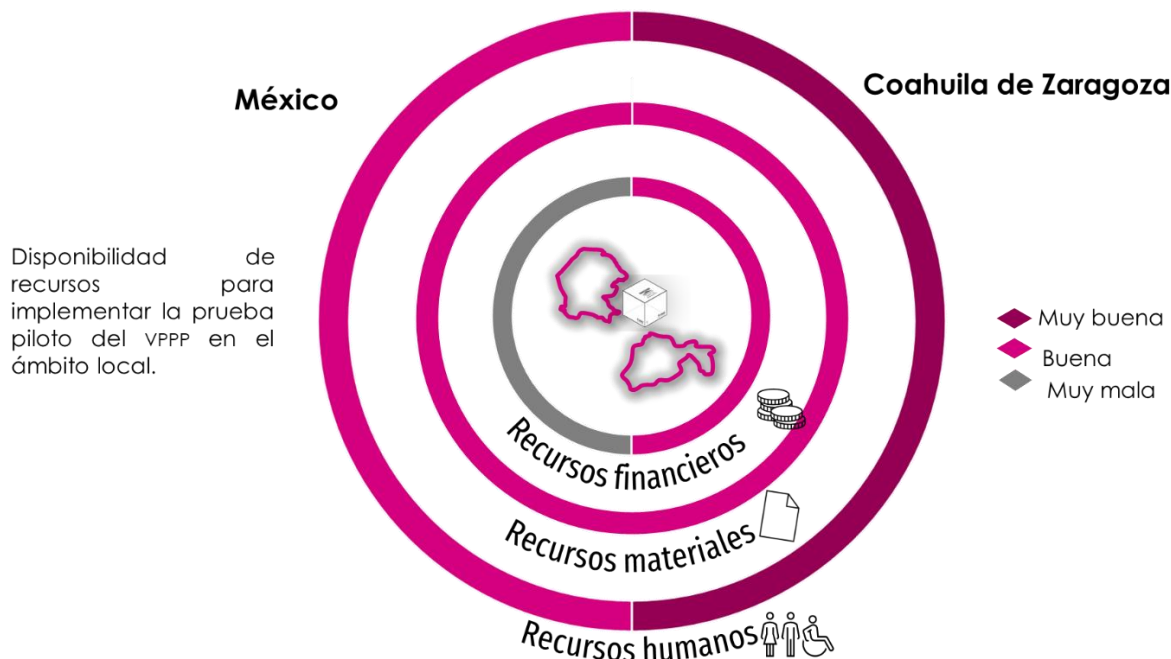 México
Coahuila de Zaragoza
Disponibilidad de
recursos para
implementar la prueba
piloto del VPPP en el
ámbito local.
Muy buena
Buena
Muy mala
Recursos financieros
Recursos materiales
Recursos humanos